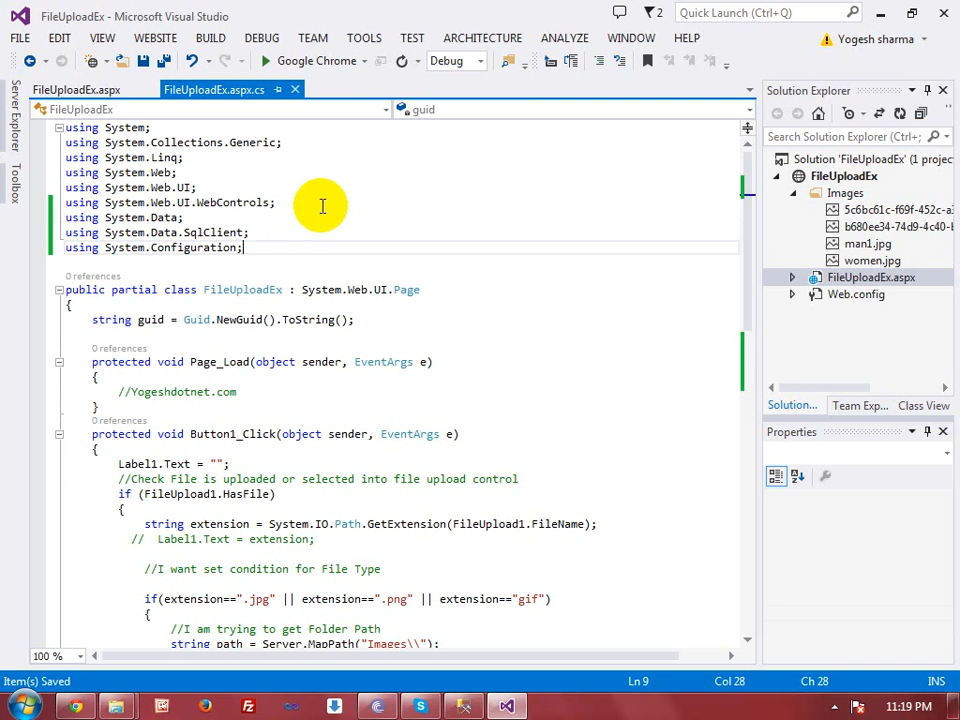 FileUploadEx - Microsoft Visual Studio
2
Quick Launch (Ctrl+Q)
FILE EDIT VIEW WEBSITE BUILD DEBUG TEAM TOOLS TEST ARCHITECTURE ANALYZE WINDOW HELP
Yogesh sharma
Google Chrome
Debug
FileUploadEx.aspx
FileUploadEx.aspx.cs
FileUploadEx
guid
Server Explorer
Toolbox
using System;
using System.Collections.Generic;
using System.Linq;
using System.Web;
using System.Web.UI;
using System.Web.UI.WebControls;
using System.Data;
using System.Data.SqlClient;
using System.Configuration;
0 references
public partial class FileUploadEx : System.Web.UI.Page
{
string guid = Guid.NewGuid().ToString();
0 references
protected void Page_Load(object sender, EventArgs e)
{
//Yogeshdotnet.com
}
0 references
protected void Button1_Click(object sender, EventArgs e)
{
Label1.Text = "";
//Check File is uploaded or selected into file upload control
if (FileUpload1.HasFile)
{
string extension = System.IO.Path.GetExtension(FileUpload1.FileName);
// Label1.Text = extension;
//I want set condition for File Type
if(extension==".jpg" || extension==".png" || extension=="gif")
{
//I am trying to get Folder Path
string path = Server.MapPath("Images\\");
100 %
Solution Explorer
Search Solution Explorer (Ctrl+;)
Solution 'FileUploadEx' (1 projec
FileUploadEx
Images
5c6bc61c-f69f-452c-a3
b680ee34-74d9-4c40-b
man1.jpg
women.jpg
FileUploadEx.aspx
Web.config
Solution... Team Exp... Class View
Properties
Item(s) Saved
Ln 9
Col 28
Ch 28
INS
11:19 PM